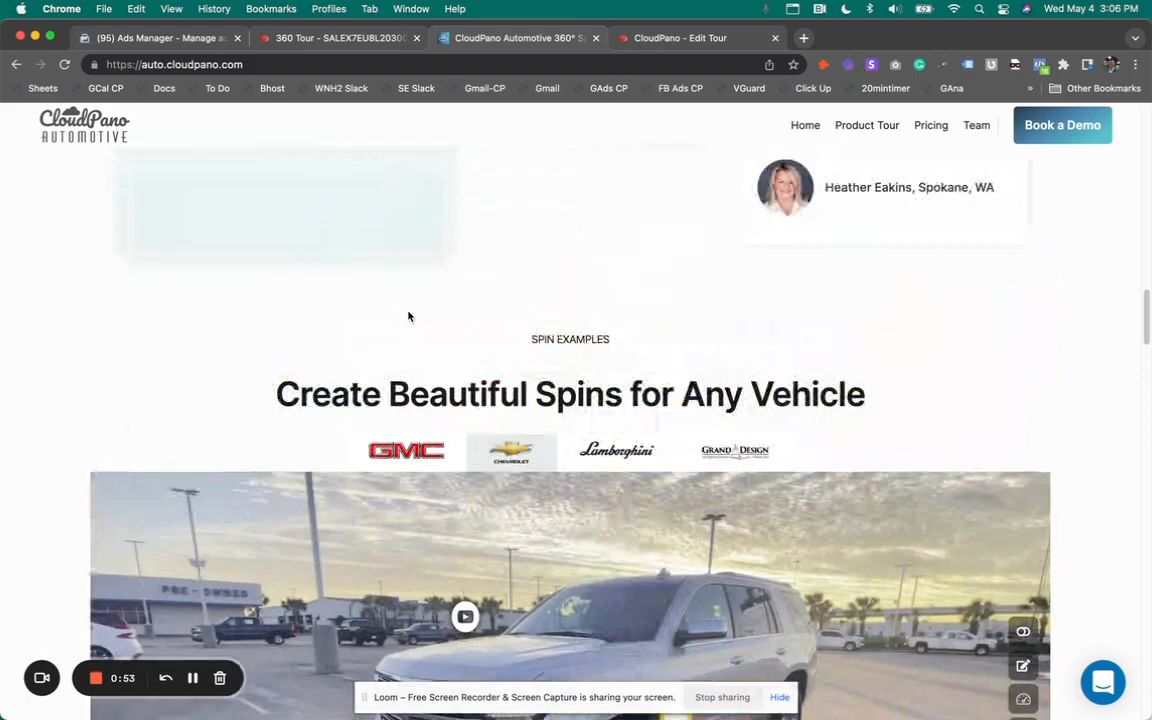 Chrome File Edit View History Bookmarks Profiles Tab Window Help Wed May 4 3:06 PM
(95) Ads Manager - Manage ad
360 Tour - SALEX7EU8L20300
CloudPano Automotive 360° S
CloudPano - Edit Tour
https://auto.cloudpano.com
Sheets GCal CP Docs To Do Bhost WNH2 Slack SE Slack Gmail-CP Gmail GAds CP FB Ads CP VGuard Click Up 20mintimer GAna » Other Bookmarks
CloudPano
AUTOMOTIVE
Home Product Tour Pricing Team Book a Demo
Heather Eakins, Spokane, WA
SPIN EXAMPLES
Create Beautiful Spins for Any Vehicle
GMC CHEVROLET Lamborghini GRAND DESIGN
PRE-OWNED
0:53
Loom – Free Screen Recorder & Screen Capture is sharing your screen. Stop sharing Hide